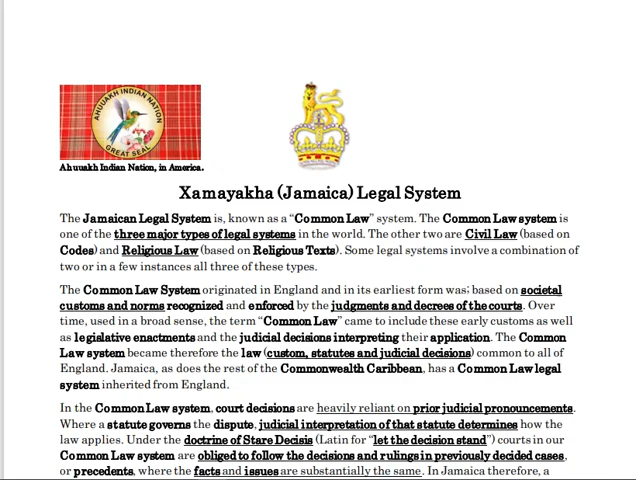 AHUUAKH INDIAN NATION
GREAT SEAL
Ahuuakh Indian Nation, in America.
Xamayakha (Jamaica) Legal System
The Jamaican Legal System is, known as a “Common Law” system. The Common Law system is
one of the three major types of legal systems in the world. The other two are Civil Law (based on
Codes) and Religious Law (based on Religious Texts). Some legal systems involve a combination of
two or in a few instances all three of these types.
The Common Law System originated in England and in its earliest form was; based on societal
customs and norms recognized and enforced by the judgments and decrees of the courts. Over
time, used in a broad sense, the term “Common Law” came to include these early customs as well
as legislative enactments and the judicial decisions interpreting their application. The Common
Law system became therefore the law (custom, statutes and judicial decisions) common to all of
England. Jamaica, as does the rest of the Commonwealth Caribbean, has a Common Law legal
system inherited from England.
In the Common Law system, court decisions are heavily reliant on prior judicial pronouncements.
Where a statute governs the dispute, judicial interpretation of that statute determines how the
law applies. Under the doctrine of Stare Decisis (Latin for “let the decision stand”) courts in our
Common Law system are obliged to follow the decisions and rulings in previously decided cases,
or precedents, where the facts and issues are substantially the same. In Jamaica therefore, a